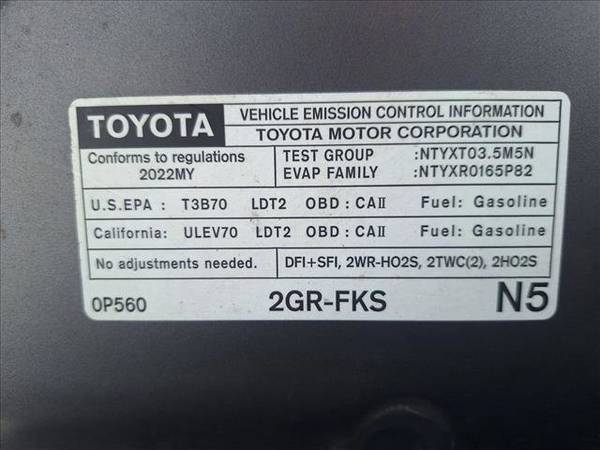 TOYOTA
VEHICLE EMISSION CONTROL INFORMATION
TOYOTA MOTOR CORPORATION
Conforms to regulations
2022MY
TEST GROUP :NTYXT03.5M5N
EVAP FAMILY :NTYXR0165P82
U.S.EPA : T3B70 LDT2 OBD : CAII Fuel: Gasoline
California: ULEV70 LDT2 OBD : CAII Fuel: Gasoline
No adjustments needed. DFI+SFI, 2WR-HO2S, 2TWC(2), 2HO2S
0P560 2GR-FKS N5